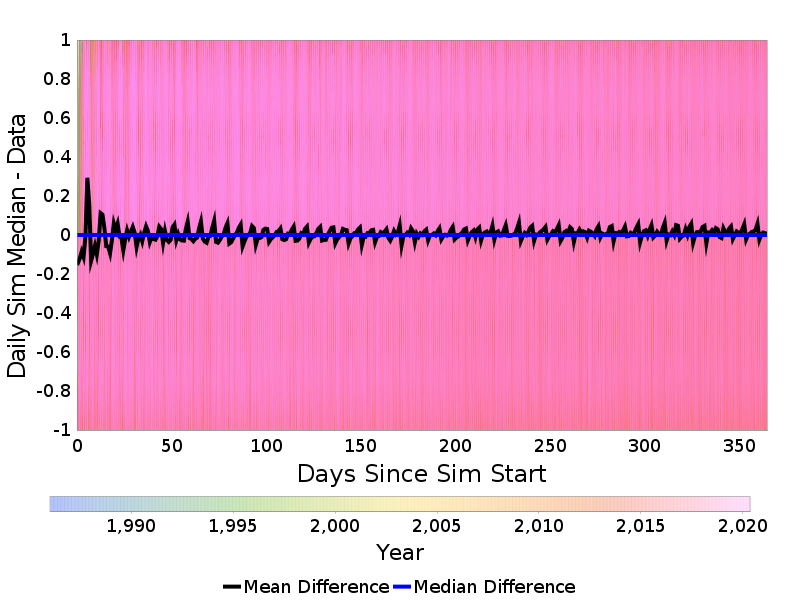 Daily Sim Median - Data
1
0.8
0.6
0.4
0.2
0
-0.2
-0.4
-0.6
-0.8
-1
0 50 100 150 200 250 300 350
Days Since Sim Start
1,990 1,995 2,000 2,005 2,010 2,015 2,020
Year
Mean Difference Median Difference